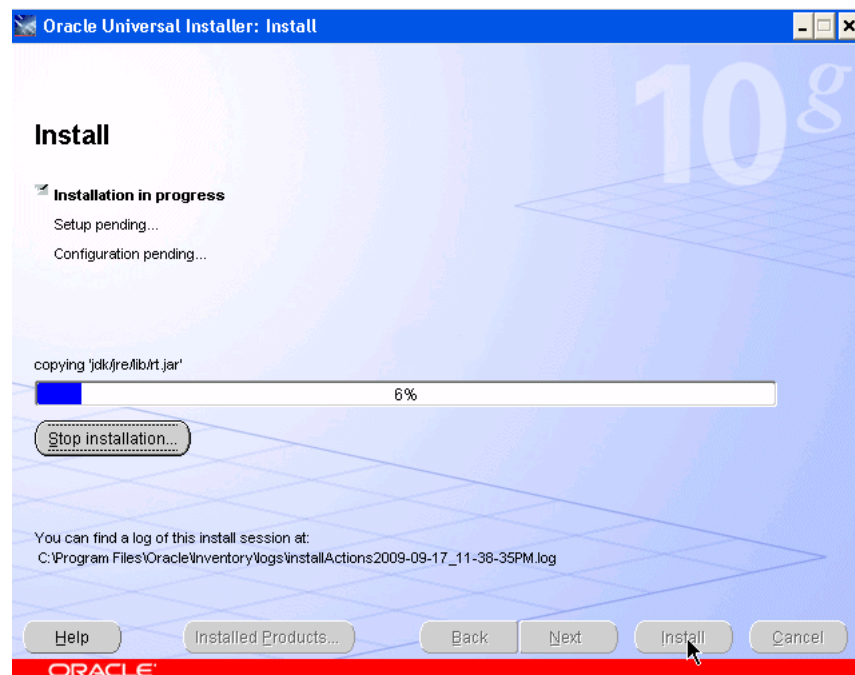 Oracle Universal Installer: Install
10g
Install
Installation in progress
Setup pending...
Configuration pending...
copying 'jdk/jre/lib/rt.jar'
6%
Stop installation...
You can find a log of this install session at:
C:\Program Files\Oracle\Inventory\logs\installActions2009-09-17_11-38-35PM.log
Help Installed Products... Back Next Install Cancel
ORACLE